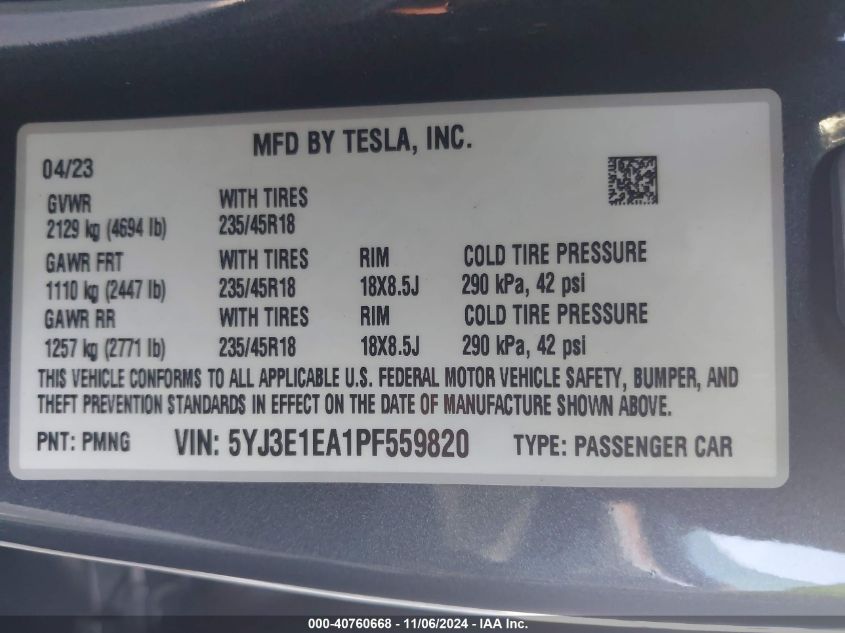 MFD BY TESLA, INC.
04/23
GVWR WITH TIRES
2129 kg (4694 lb) 235/45R18
GAWR FRT WITH TIRES RIM COLD TIRE PRESSURE
1110 kg (2447 lb) 235/45R18 18X8.5J 290 kPa, 42 psi
GAWR RR WITH TIRES RIM COLD TIRE PRESSURE
1257 kg (2771 lb) 235/45R18 18X8.5J 290 kPa, 42 psi
THIS VEHICLE CONFORMS TO ALL APPLICABLE U.S. FEDERAL MOTOR VEHICLE SAFETY, BUMPER, AND
THEFT PREVENTION STANDARDS IN EFFECT ON THE DATE OF MANUFACTURE SHOWN ABOVE.
PNT: PMNG VIN: 5YJ3E1EA1PF559820 TYPE: PASSENGER CAR
000-40760668 - 11/06/2024 - IAA Inc.